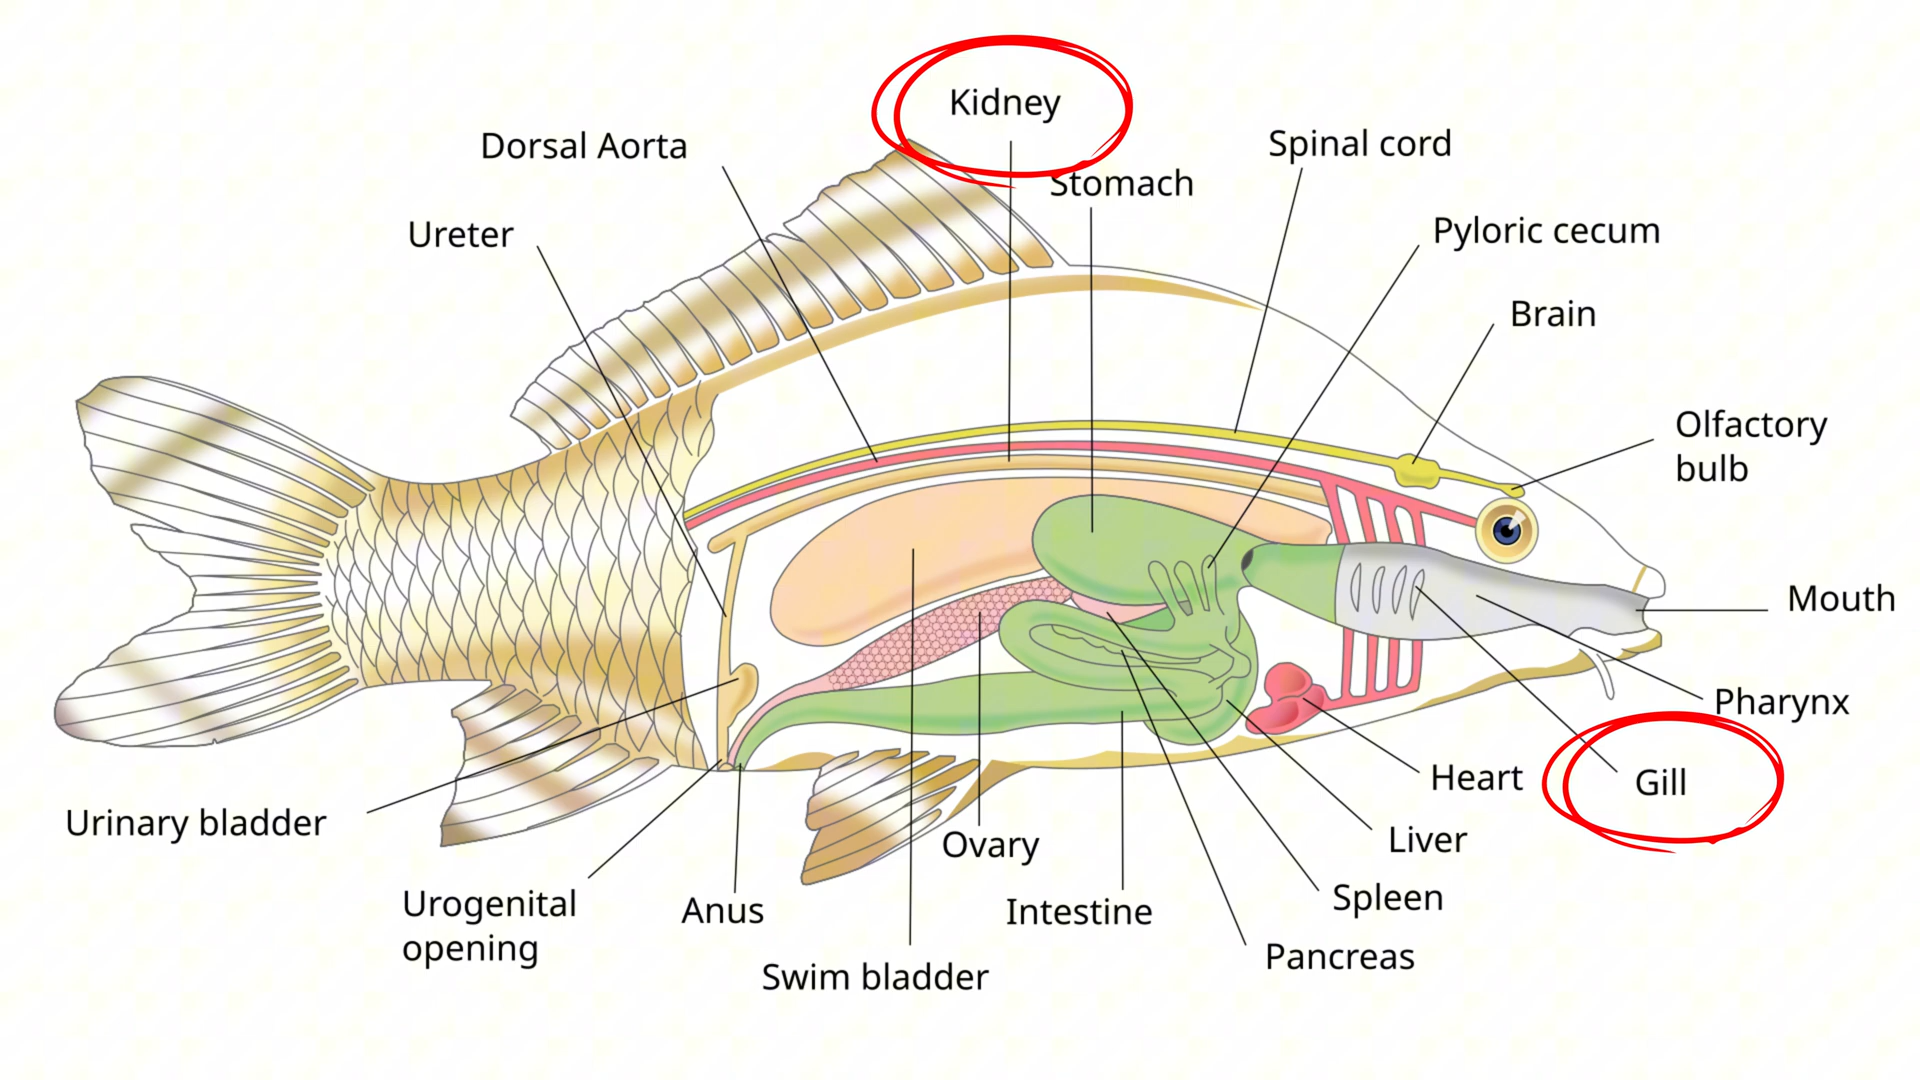 Kidney
Dorsal Aorta
Spinal cord
Stomach
Ureter
Pyloric cecum
Brain
Olfactory
bulb
Mouth
Pharynx
Gill
Heart
Urinary bladder
Liver
Ovary
Spleen
Urogenital
opening
Anus
Intestine
Pancreas
Swim bladder